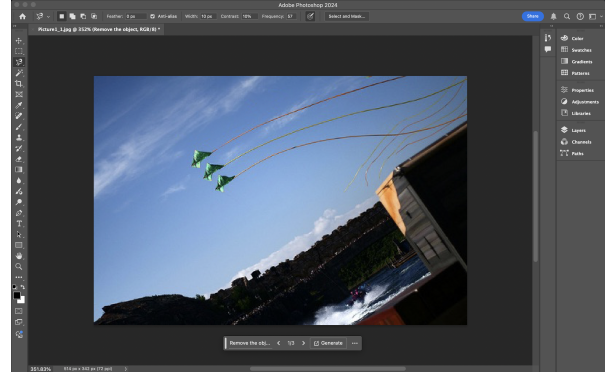 Adobe Photoshop 2024
Feather: 0 px Anti-alias Width: 10 px Contrast: 10% Frequency: 57 Select and Mask... Share
Picture1_1.jpg @ 352% (Remove the object, RGB/8) *
Color
Swatches
Gradients
Patterns
Properties
Adjustments
Libraries
Layers
Channels
Paths
Remove the obj... 1/3 Generate ...
351.83%